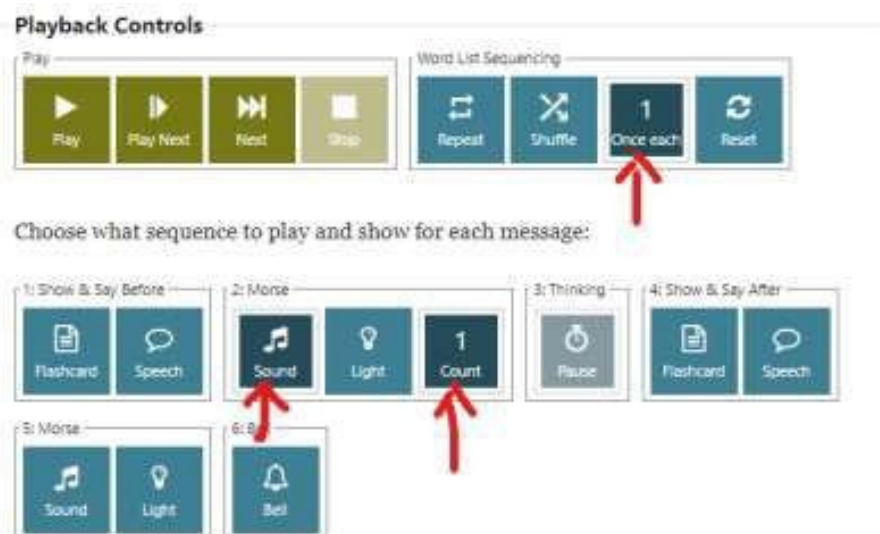 Playback Controls
Play Word List Sequencing
Play Play Next Next Stop Repeat Shuffle 1 Once each Reset
Choose what sequence to play and show for each message:
1: Show & Say Before 2: Morse 3: Thinking 4: Show & Say After
1
Flashcard Speech Sound Light Count Pause Flashcard Speech
5: Morse 6:
Sound Light Bell